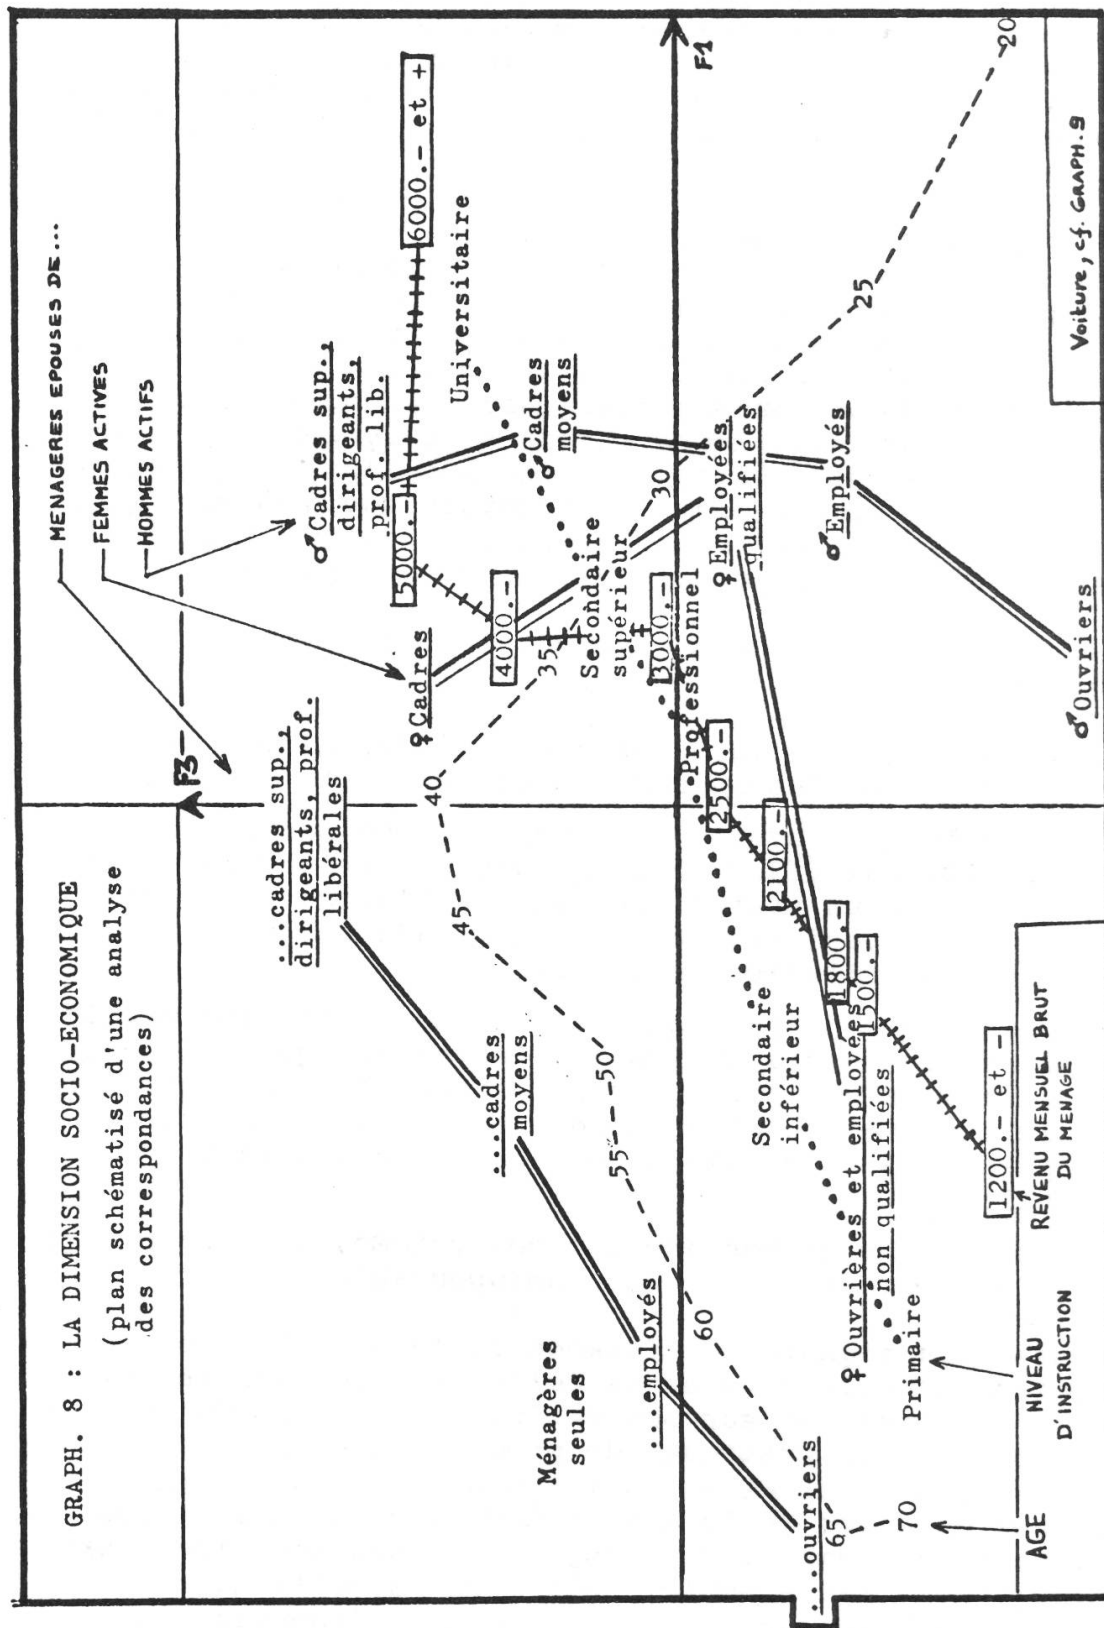 GRAPH. 8 : LA DIMENSION SOCIO-ECONOMIQUE
(plan schématisé d'une analyse
des correspondances)
MENAGERES EPOUSES DE...
FEMMES ACTIVES
HOMMES ACTIFS
F3
...cadres sup.,
dirigeants, prof.
libérales
♂Cadres sup.,
dirigeants,
prof. lib.
♀Cadres
5000.-
6000.- et +
Universitaire
...cadres
moyens
45
40
4000.-
35
♂Cadres
moyens
Secondaire
supérieur
50
55
30
3000.-
F1
Ménagères
seules
...employés
60
Professionnel
2500.-
♀Employées
qualifiées
2100.-
Secondaire
inférieur
1800.-
1500.-
♂Employés
25
20
♀Ouvrières et employées
non qualifiées
...ouvriers
65
70
Primaire
1200.- et -
♂Ouvriers
AGE
NIVEAU
D'INSTRUCTION
REVENU MENSUEL BRUT
DU MENAGE
Voiture, cf. GRAPH. 9